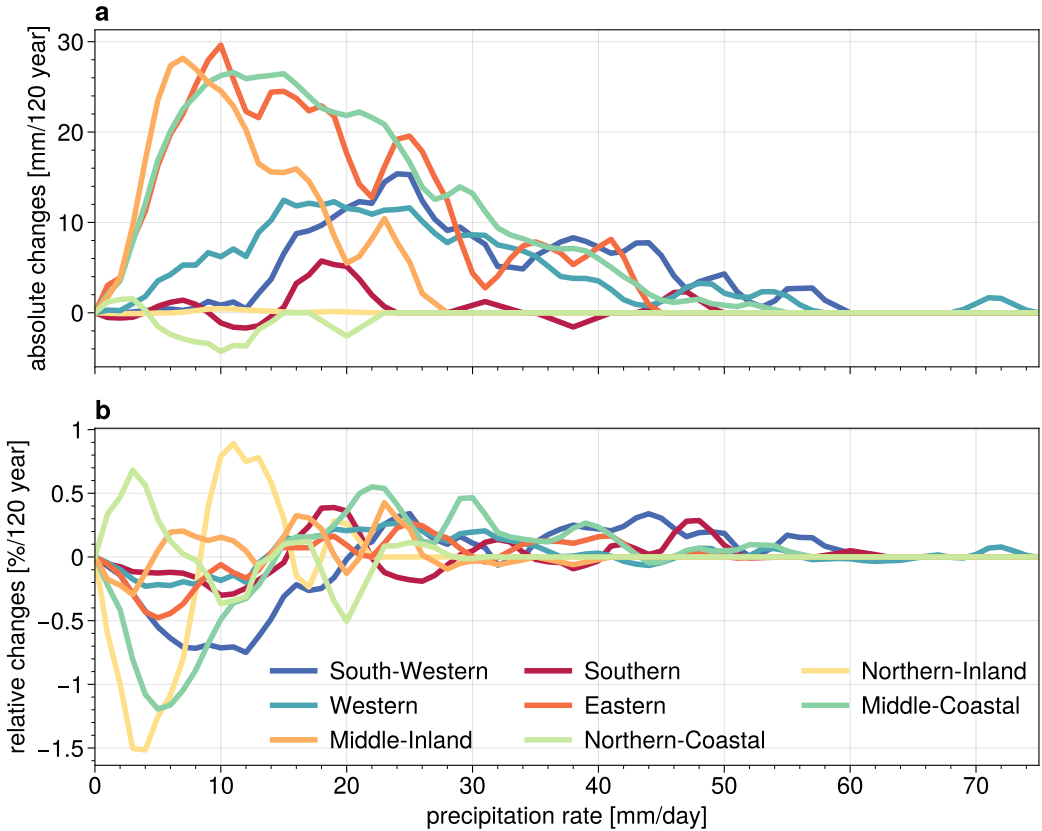 a
absolute changes [mm/120 year]
30
20
10
0
b
relative changes [%/120 year]
1
0.5
0
−0.5
−1
−1.5
South-Western
Southern
Northern-Inland
Western
Eastern
Middle-Coastal
Middle-Inland
Northern-Coastal
0 10 20 30 40 50 60 70
precipitation rate [mm/day]